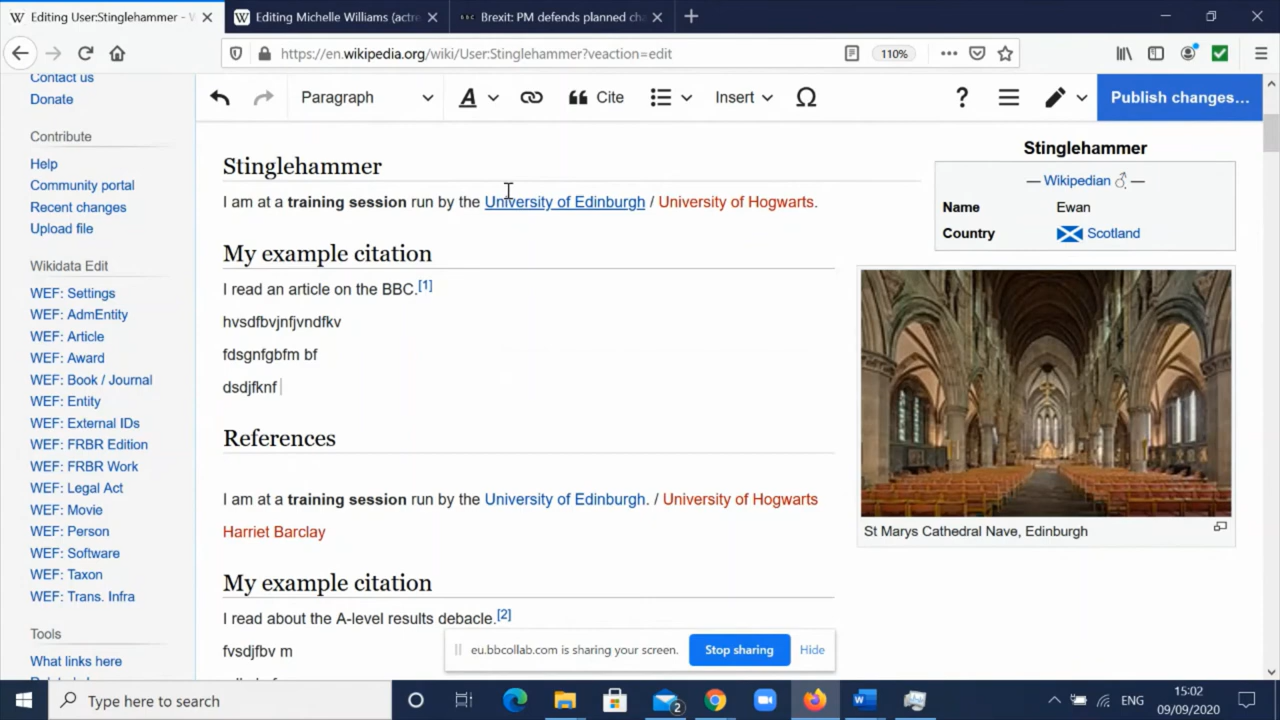 Editing User:Stinglehammer - W
Editing Michelle Williams (actre
BBC Brexit: PM defends planned cha
https://en.wikipedia.org/wiki/User:Stinglehammer?veaction=edit
110%
Contact us
Donate
Contribute
Help
Community portal
Recent changes
Upload file
Wikidata Edit
WEF: Settings
WEF: AdmEntity
WEF: Article
WEF: Award
WEF: Book / Journal
WEF: Entity
WEF: External IDs
WEF: FRBR Edition
WEF: FRBR Work
WEF: Legal Act
WEF: Movie
WEF: Person
WEF: Software
WEF: Taxon
WEF: Trans. Infra
Tools
What links here
Paragraph
A
Cite
Insert
Ω
?
Publish changes...
Stinglehammer
I am at a training session run by the University of Edinburgh / University of Hogwarts.
My example citation
I read an article on the BBC.[1]
hvsdfbvjnfjvndfkv
fdsgnfgbfm bf
dsdjfknf
References
I am at a training session run by the University of Edinburgh. / University of Hogwarts
Harriet Barclay
My example citation
I read about the A-level results debacle.[2]
fvsdjfbv m
Stinglehammer
— Wikipedian ♂ —
Name Ewan
Country Scotland
St Marys Cathedral Nave, Edinburgh
eu.bbcollab.com is sharing your screen.
Stop sharing
Hide
Type here to search
2
ENG
15:02
09/09/2020